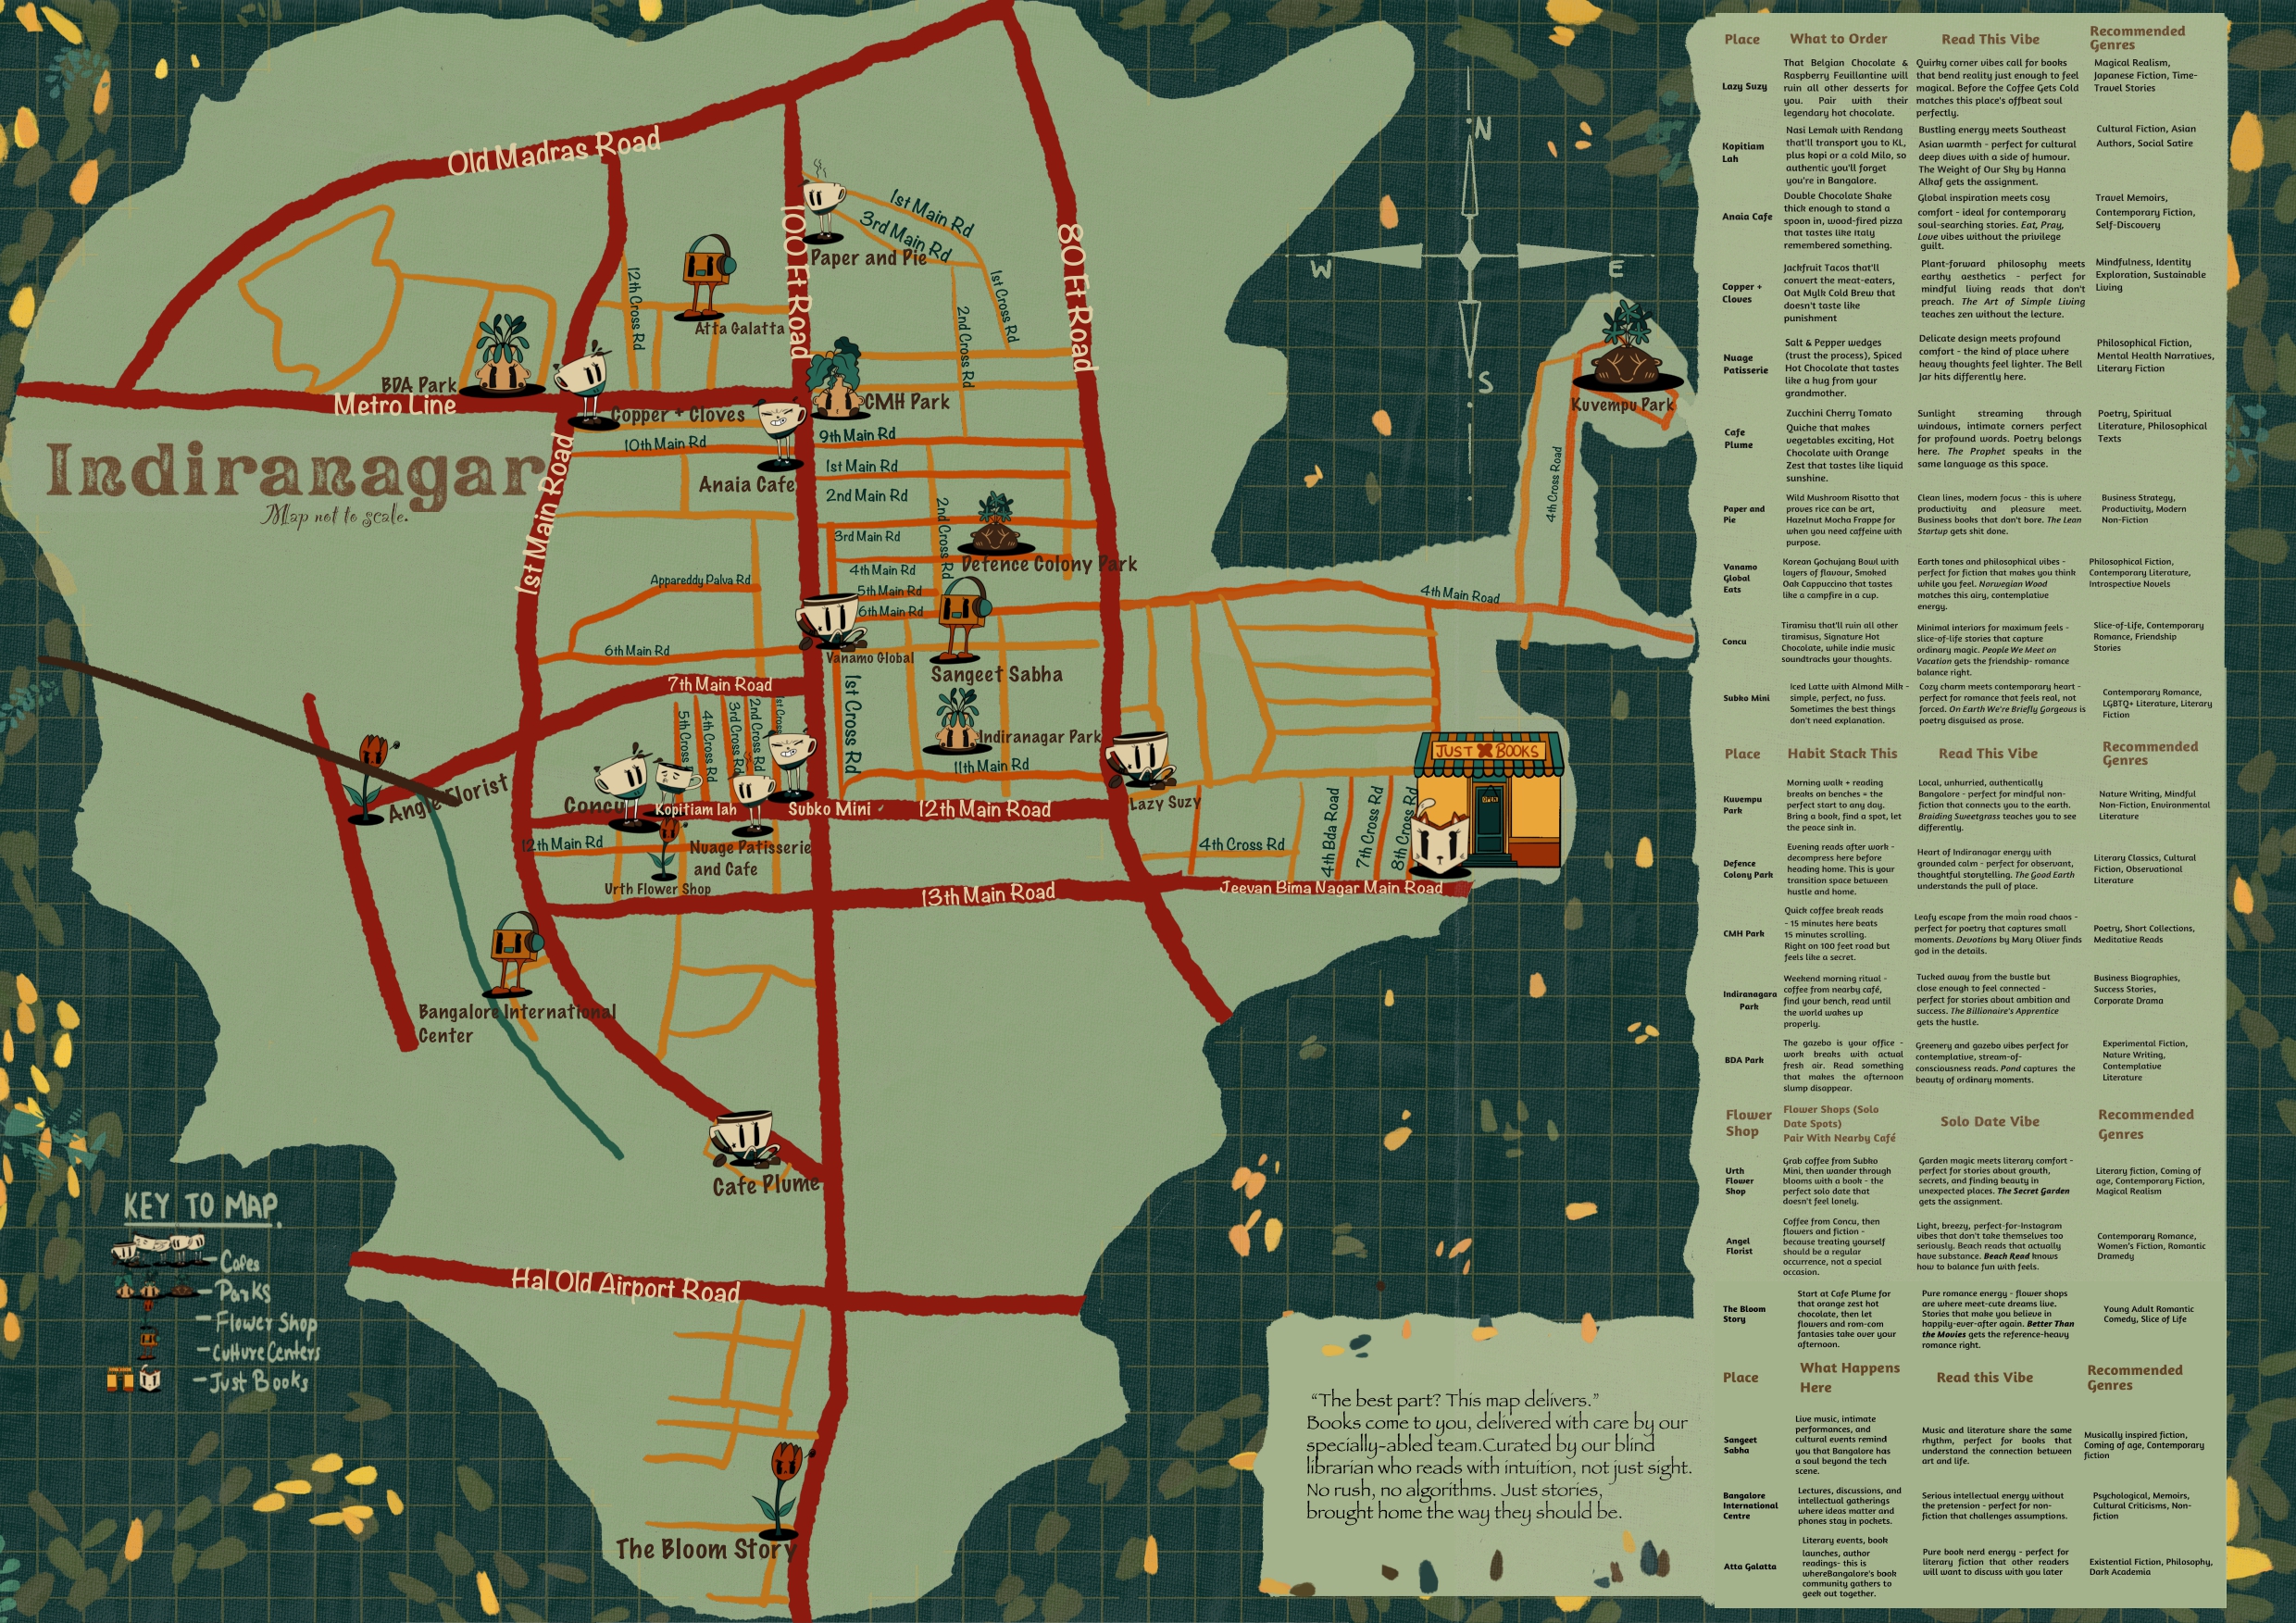 Old Madras Road
100 Ft Road
80 Ft Road
1st Main Rd
3rd Main Rd
1st Cross Rd
2nd Cross Rd
12th Cross Rd
Paper and Pie
Atta Galatta
BDA Park
Metro Line
Copper + Cloves
CMH Park
10th Main Rd
9th Main Rd
Anaia Cafe
1st Main Rd
2nd Main Rd
Indiranagar
Map not to scale.
1st Main Road
2nd Cross Rd
3rd Main Rd
4th Main Rd
Defence Colony Park
Appareddy Palya Rd
5th Main Rd
6th Main Rd
6th Main Rd
Vanamo Global
Sangeet Sabha
7th Main Road
5th Cross R
4th Cross Rd
3rd Cross Rd
2nd Cross Rd
1st Cross
1st Cross Rd
Indiranagar Park
11th Main Rd
Angle Florist
Concu
Kopitiam lah
Subko Mini
12th Main Road
Lazy Suzy
12th Main Rd
Nuage Patisserie
and Cafe
Urth Flower Shop
13th Main Road
Jeevan Bima Nagar Main Road
4th Cross Rd
4th Bda Road
7th Cross Rd
8th Cross Rd
JUST BOOKS
OPEN
4th Main Road
4th Cross Road
Kuvempu Park
N
W
E
S
Bangalore International
Center
Cafe Plume
Hal Old Airport Road
The Bloom Story
KEY TO MAP
- Cafes
- Parks
- Flower Shop
- Culture Centers
- Just Books
"The best part? This map delivers."
Books come to you, delivered with care by our
specially-abled team.Curated by our blind
librarian who reads with intuition, not just sight.
No rush, no algorithms. Just stories,
brought home the way they should be.
Place
What to Order
Read This Vibe
Recommended
Genres
Lazy Suzy
That Belgian Chocolate &
Raspberry Feuillantine will
ruin all other desserts for
you. Pair with their
legendary hot chocolate.
Quirky corner vibes call for books
that bend reality just enough to feel
magical. Before the Coffee Gets Cold
matches this place's offbeat soul
perfectly.
Magical Realism,
Japanese Fiction, Time-
Travel Stories
Kopitiam
Lah
Nasi Lemak with Rendang
that'll transport you to KL,
plus kopi or a cold Milo, so
authentic you'll forget
you're in Bangalore.
Bustling energy meets Southeast
Asian warmth - perfect for cultural
deep dives with a side of humour.
The Weight of Our Sky by Hanna
Alkaf gets the assignment.
Cultural Fiction, Asian
Authors, Social Satire
Anaia Cafe
Double Chocolate Shake
thick enough to stand a
spoon in, wood-fired pizza
that tastes like Italy
remembered something.
Global inspiration meets cosy
comfort - ideal for contemporary
soul-searching stories. Eat, Pray,
Love vibes without the privilege
guilt.
Travel Memoirs,
Contemporary Fiction,
Self-Discovery
Copper +
Cloves
Jackfruit Tacos that'll
convert the meat-eaters,
Oat Mylk Cold Brew that
doesn't taste like
punishment
Plant-forward philosophy meets
earthy aesthetics - perfect for
mindful living reads that don't
preach. The Art of Simple Living
teaches zen without the lecture.
Mindfulness, Identity
Exploration, Sustainable
Living
Nuage
Patisserie
Salt & Pepper wedges
(trust the process), Spiced
Hot Chocolate that tastes
like a hug from your
grandmother.
Delicate design meets profound
comfort - the kind of place where
heavy thoughts feel lighter. The Bell
Jar hits differently here.
Philosophical Fiction,
Mental Health Narratives,
Literary Fiction
Cafe
Plume
Zucchini Cherry Tomato
Quiche that makes
vegetables exciting, Hot
Chocolate with Orange
Zest that tastes like liquid
sunshine.
Sunlight streaming through
windows, intimate corners perfect
for profound words. Poetry belongs
here. The Prophet speaks in the
same language as this space.
Poetry, Spiritual
Literature, Philosophical
Texts
Paper and
Pie
Wild Mushroom Risotto that
proves rice can be art,
Hazelnut Mocha Frappe for
when you need caffeine with
purpose.
Clean lines, modern focus - this is where
productivity and pleasure meet.
Business books that don't bore. The Lean
Startup gets shit done.
Business Strategy,
Productivity, Modern
Non-Fiction
Vanamo
Global
Eats
Korean Gochujang Bowl with
layers of flavour, Smoked
Oak Cappuccino that tastes
like a campfire in a cup.
Earth tones and philosophical vibes -
perfect for fiction that makes you think
while you feel. Norwegian Wood
matches this airy, contemplative
energy.
Philosophical Fiction,
Contemporary Literature,
Introspective Novels
Concu
Tiramisu that'll ruin all other
tiramisus, Signature Hot
Chocolate, while indie music
soundtracks your thoughts.
Minimal interiors for maximum feels -
slice-of-life stories that capture
ordinary magic. People We Meet on
Vacation gets the friendship- romance
balance right.
Slice-of-Life, Contemporary
Romance, Friendship
Stories
Subko Mini
Iced Latte with Almond Milk -
simple, perfect, no fuss.
Sometimes the best things
don't need explanation.
Cozy charm meets contemporary heart -
perfect for romance that feels real, not
forced. On Earth We're Briefly Gorgeous is
poetry disguised as prose.
Contemporary Romance,
LGBTQ+ Literature, Literary
Fiction
Place
Habit Stack This
Read This Vibe
Recommended
Genres
Kuvempu
Park
Morning walk + reading
breaks on benches = the
perfect start to any day.
Bring a book, find a spot, let
the peace sink in.
Local, unhurried, authentically
Bangalore - perfect for mindful non-
fiction that connects you to the earth.
Braiding Sweetgrass teaches you to see
differently.
Nature Writing, Mindful
Non-Fiction, Environmental
Literature
Defence
Colony Park
Evening reads after work -
decompress here before
heading home. This is your
transition space between
hustle and home.
Heart of Indiranagar energy with
grounded calm - perfect for observant,
thoughtful storytelling. The Good Earth
understands the pull of place.
Literary Classics, Cultural
Fiction, Observational
Literature
CMH Park
Quick coffee break reads
- 15 minutes here beats
15 minutes scrolling.
Right on 100 feet road but
feels like a secret.
Leafy escape from the main road chaos -
perfect for poetry that captures small
moments. Devotions by Mary Oliver finds
god in the details.
Poetry, Short Collections,
Meditative Reads
Indiranagara
Park
Weekend morning ritual -
coffee from nearby café,
find your bench, read until
the world wakes up
properly.
Tucked away from the bustle but
close enough to feel connected -
perfect for stories about ambition and
success. The Billionaire's Apprentice
gets the hustle.
Business Biographies,
Success Stories,
Corporate Drama
BDA Park
The gazebo is your office -
work breaks with actual
fresh air. Read something
that makes the afternoon
slump disappear.
Greenery and gazebo vibes perfect for
contemplative, stream-of-
consciousness reads. Pond captures the
beauty of ordinary moments.
Experimental Fiction,
Nature Writing,
Contemplative
Literature
Flower
Shop
Flower Shops (Solo
Date Spots)
Pair With Nearby Café
Solo Date Vibe
Recommended
Genres
Urth
Flower
Shop
Grab coffee from Subko
Mini, then wander through
blooms with a book - the
perfect solo date that
doesn't feel lonely.
Garden magic meets literary comfort -
perfect for stories about growth,
secrets, and finding beauty in
unexpected places. The Secret Garden
gets the assignment.
Literary fiction, Coming of
age, Contemporary Fiction,
Magical Realism
Angel
Florist
Coffee from Concu, then
flowers and fiction -
because treating yourself
should be a regular
occurrence, not a special
occasion.
Light, breezy, perfect-for-Instagram
vibes that don't take themselves too
seriously. Beach reads that actually
have substance. Beach Read knows
how to balance fun with feels.
Contemporary Romance,
Women's Fiction, Romantic
Dramedy
The Bloom
Story
Start at Cafe Plume for
that orange zest hot
chocolate, then let
flowers and rom-com
fantasies take over your
afternoon.
Pure romance energy - flower shops
are where meet-cute dreams live.
Stories that make you believe in
happily-ever-after again. Better Than
the Movies gets the reference-heavy
romance right.
Young Adult Romantic
Comedy, Slice of Life
Place
What Happens
Here
Read this Vibe
Recommended
Genres
Sangeet
Sabha
Live music, intimate
performances, and
cultural events remind
you that Bangalore has
a soul beyond the tech
scene.
Music and literature share the same
rhythm, perfect for books that
understand the connection between
art and life.
Musically inspired fiction,
Coming of age, Contemporary
fiction
Bangalore
International
Centre
Lectures, discussions, and
intellectual gatherings
where ideas matter and
phones stay in pockets.
Serious intellectual energy without
the pretension - perfect for non-
fiction that challenges assumptions.
Psychological, Memoirs,
Cultural Criticisms, Non-
fiction
Atta Galatta
Literary events, book
launches, author
readings- this is
whereBangalore's book
community gathers to
geek out together.
Pure book nerd energy - perfect for
literary fiction that other readers
will want to discuss with you later
Existential Fiction, Philosophy,
Dark Academia